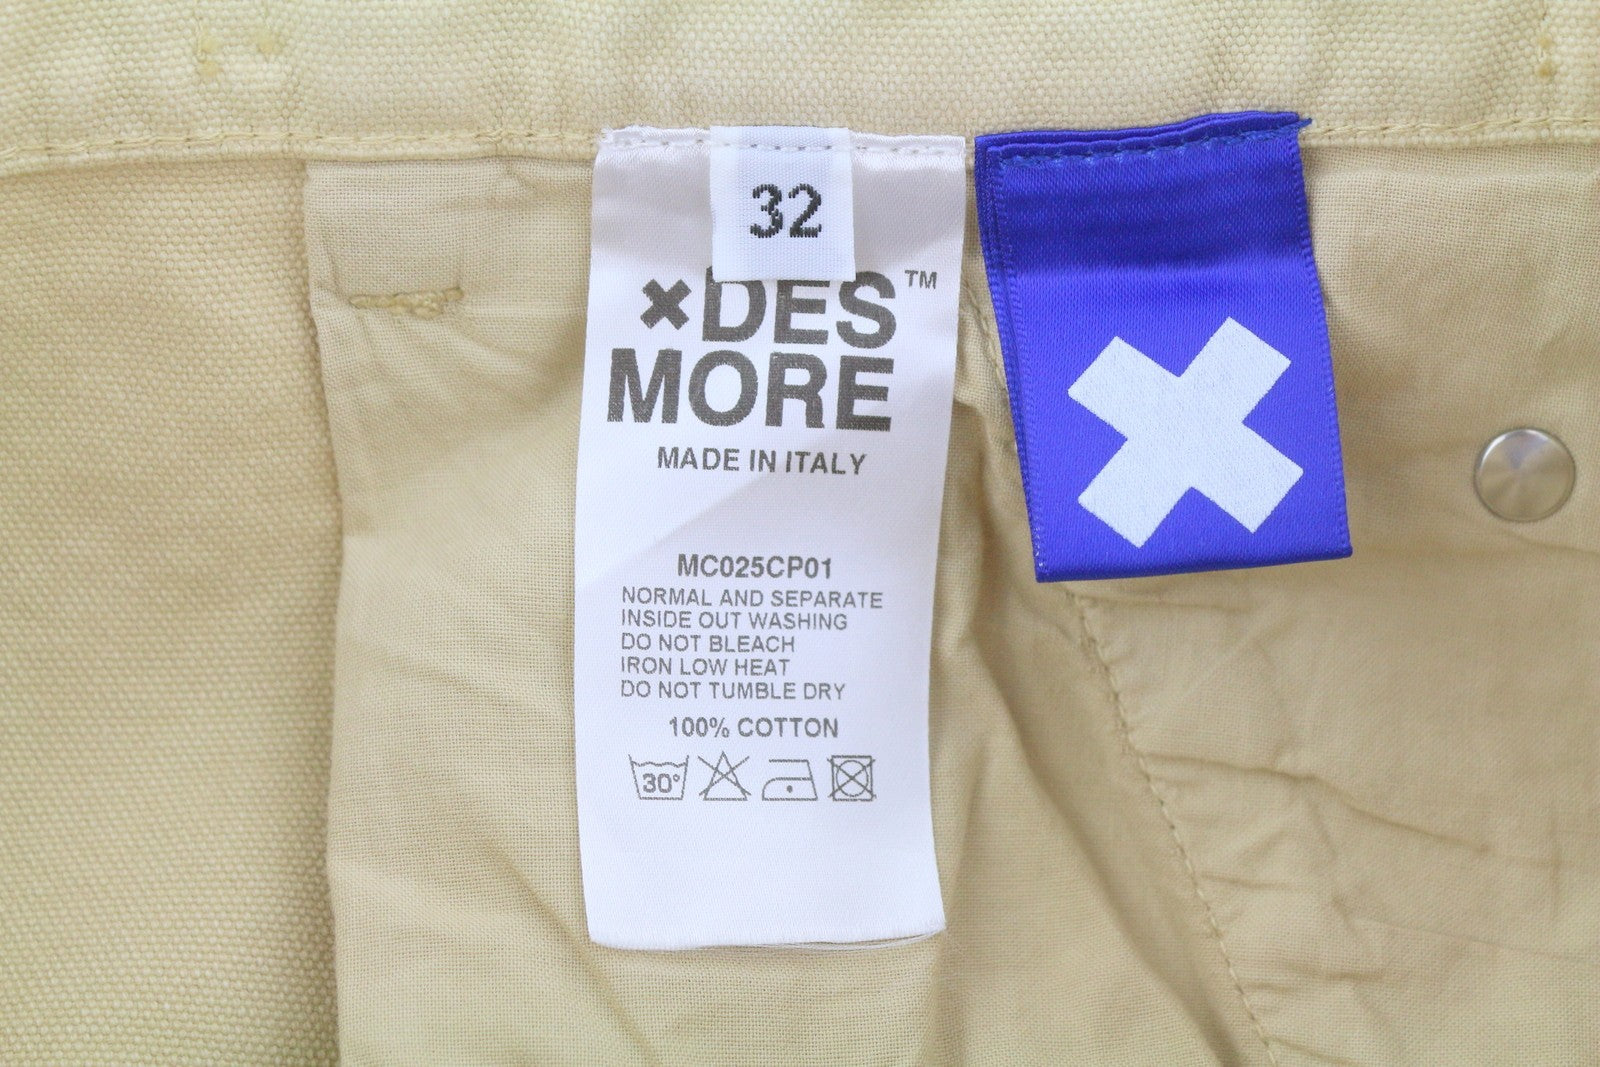 32
×DES™
MORE
MADE IN ITALY
MC025CP01
NORMAL AND SEPARATE
INSIDE OUT WASHING
DO NOT BLEACH
IRON LOW HEAT
DO NOT TUMBLE DRY
100% COTTON
30°